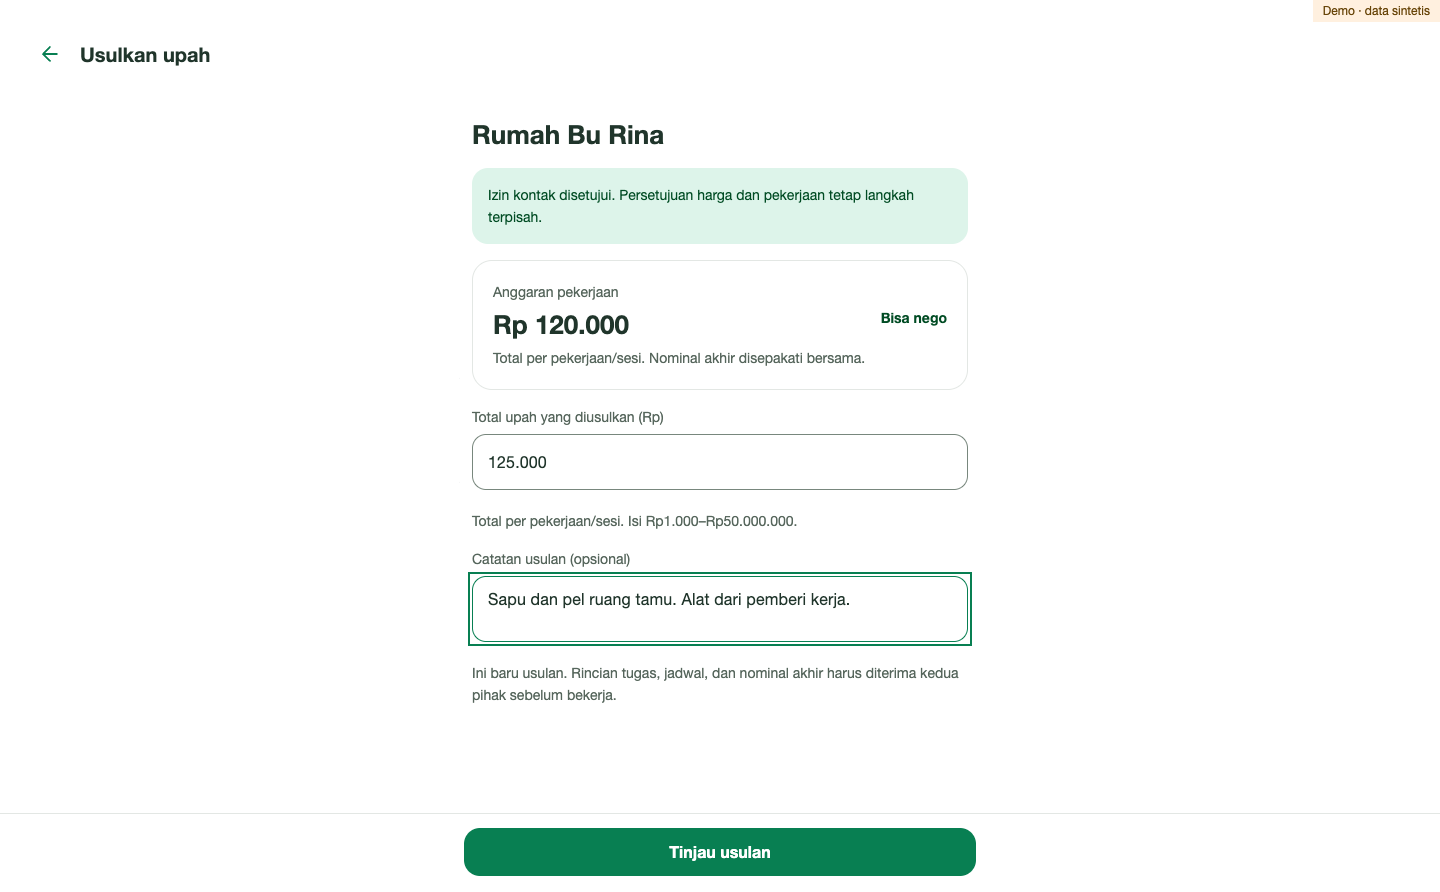 Demo · data sintetis
Usulkan upah
Rumah Bu Rina
Izin kontak disetujui. Persetujuan harga dan pekerjaan tetap langkah
terpisah.
Anggaran pekerjaan
Rp 120.000
Bisa nego
Total per pekerjaan/sesi. Nominal akhir disepakati bersama.
Total upah yang diusulkan (Rp)
125.000
Total per pekerjaan/sesi. Isi Rp1.000–Rp50.000.000.
Catatan usulan (opsional)
Sapu dan pel ruang tamu. Alat dari pemberi kerja.
Ini baru usulan. Rincian tugas, jadwal, dan nominal akhir harus diterima kedua
pihak sebelum bekerja.
Tinjau usulan